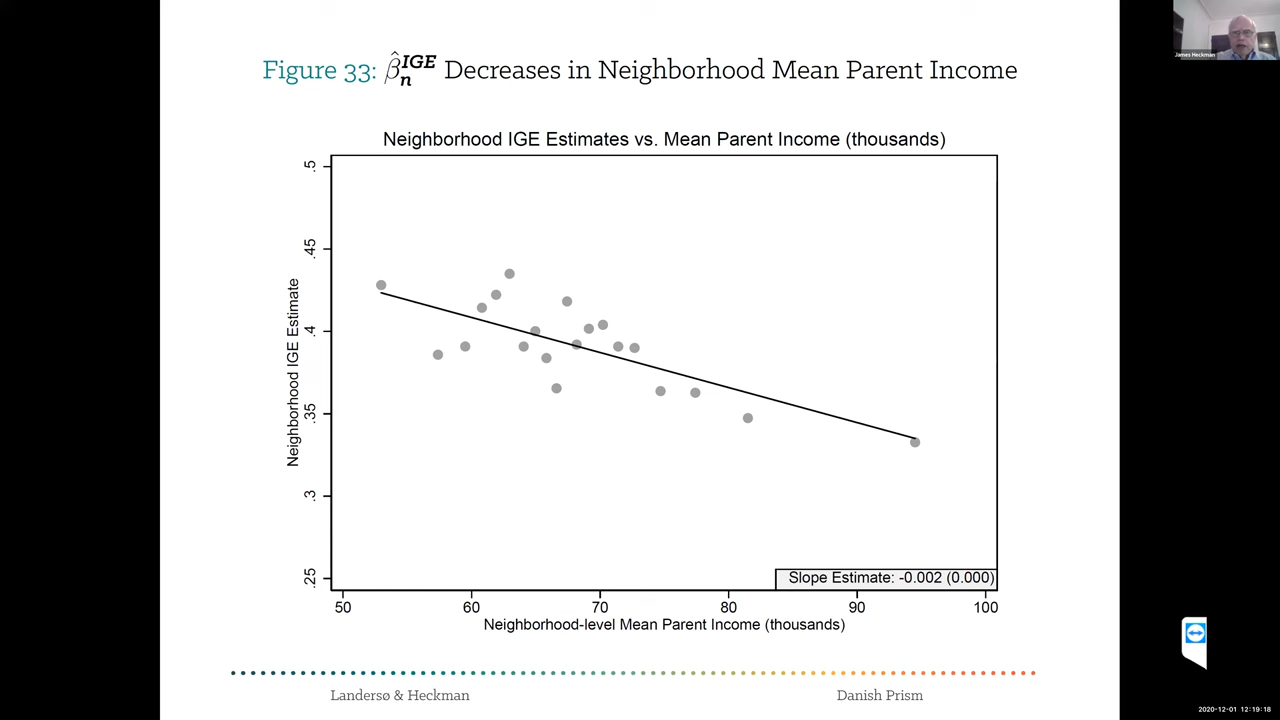 James Heckman
Figure 33: β̂ₙᴵᴳᴱ Decreases in Neighborhood Mean Parent Income
Neighborhood IGE Estimates vs. Mean Parent Income (thousands)
Neighborhood IGE Estimate
.5
.45
.4
.35
.3
.25
Slope Estimate: -0.002 (0.000)
50 60 70 80 90 100
Neighborhood-level Mean Parent Income (thousands)
Landersø & Heckman
Danish Prism
2020-12-01 12:19:18